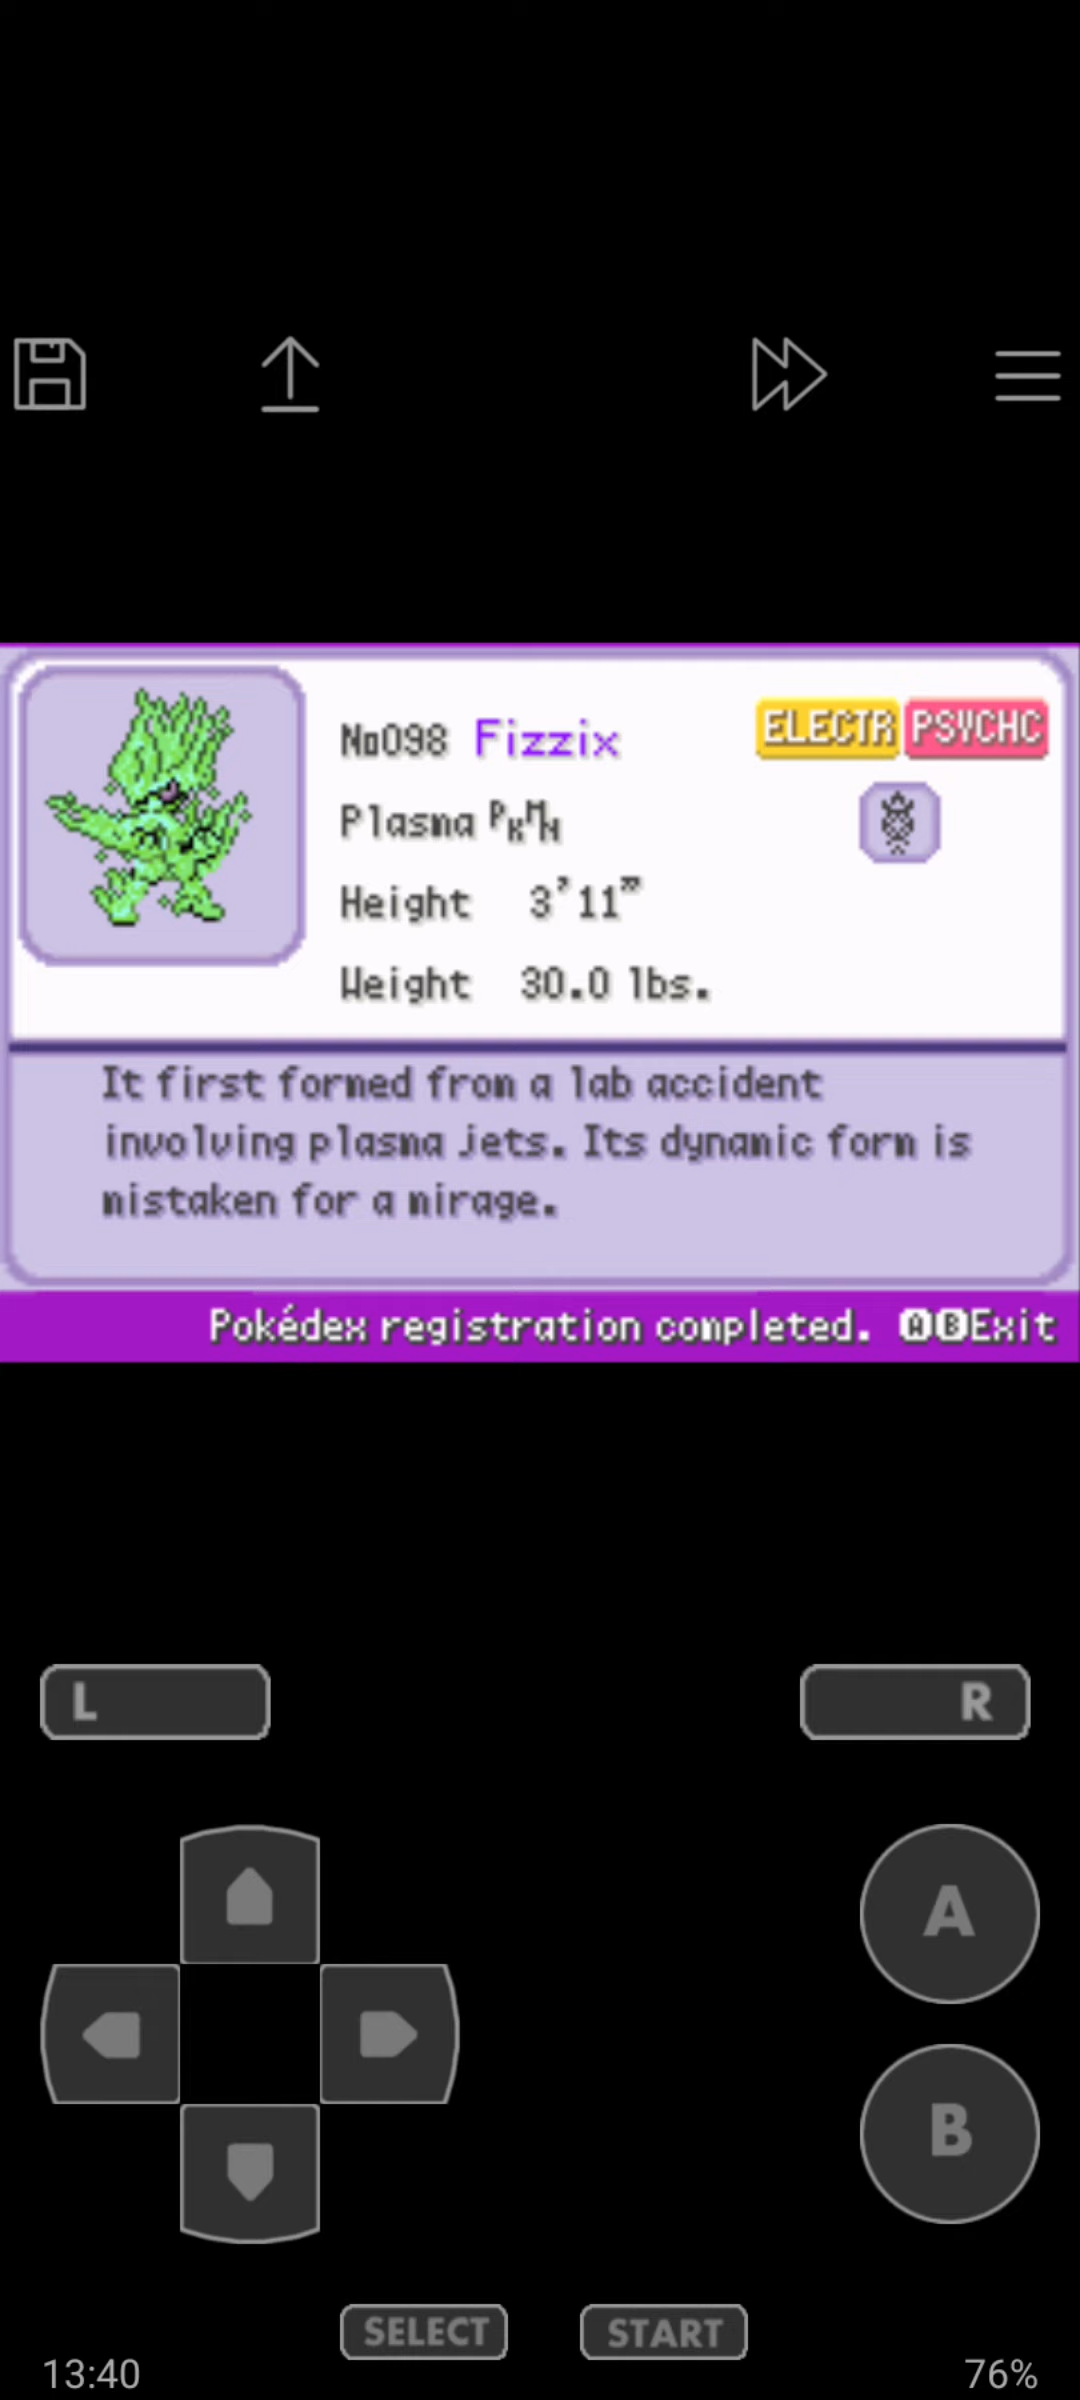 №098 Fizzix ELECTR PSYCHC
Plasma PKMN
Height 3’11”
Weight 30.0 lbs.
It first formed from a lab accident
involving plasma jets. Its dynamic form is
mistaken for a mirage.
Pokédex registration completed. A B Exit
L R
A
B
SELECT START
13:40 76%